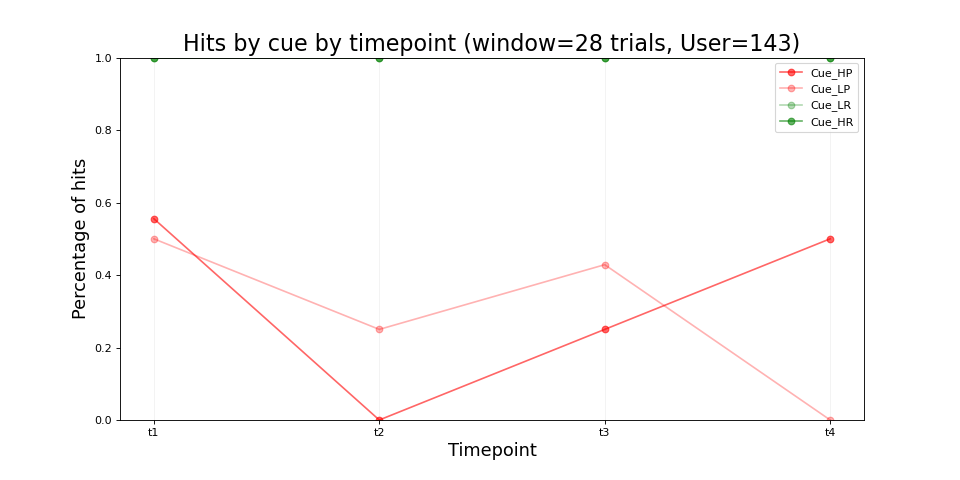 Hits by cue by timepoint (window=28 trials, User=143)
Percentage of hits
1.0
0.8
0.6
0.4
0.2
0.0
Cue_HP
Cue_LP
Cue_LR
Cue_HR
t1
t2
t3
t4
Timepoint